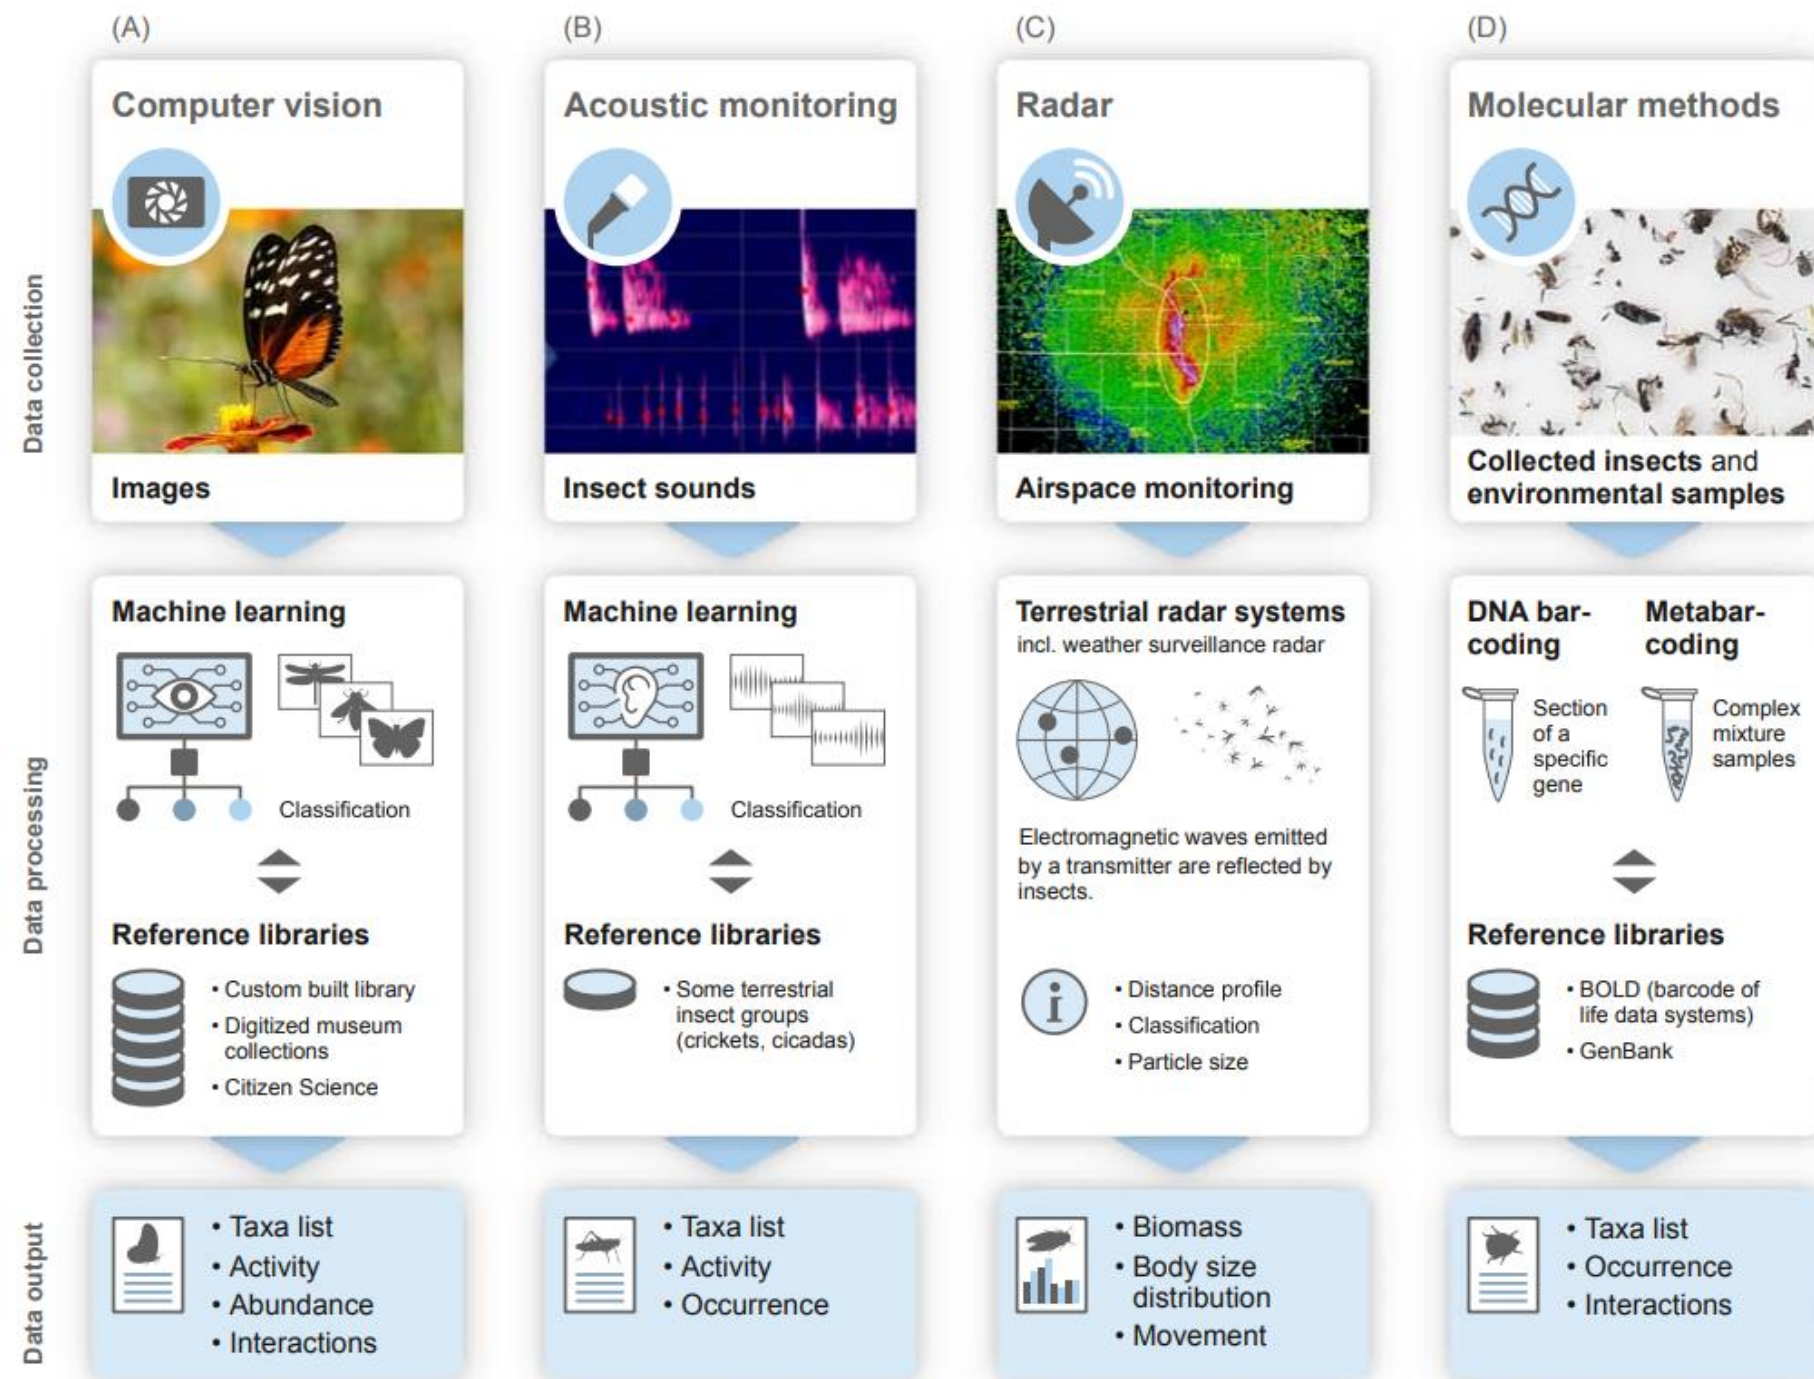 (A)
Computer vision
Images
Machine learning
Classification
Reference libraries
• Custom built library
• Digitized museum
collections
• Citizen Science
• Taxa list
• Activity
• Abundance
• Interactions
(B)
Acoustic monitoring
Insect sounds
Machine learning
Classification
Reference libraries
• Some terrestrial
insect groups
(crickets, cicadas)
• Taxa list
• Activity
• Occurrence
(C)
Radar
Airspace monitoring
Terrestrial radar systems
incl. weather surveillance radar
Electromagnetic waves emitted
by a transmitter are reflected by
insects.
i
• Distance profile
• Classification
• Particle size
• Biomass
• Body size
distribution
• Movement
(D)
Molecular methods
Collected insects and
environmental samples
DNA bar-
coding
Section
of a
specific
gene
Metabar-
coding
Complex
mixture
samples
Reference libraries
• BOLD (barcode of
life data systems)
• GenBank
• Taxa list
• Occurrence
• Interactions
Data collection
Data processing
Data output